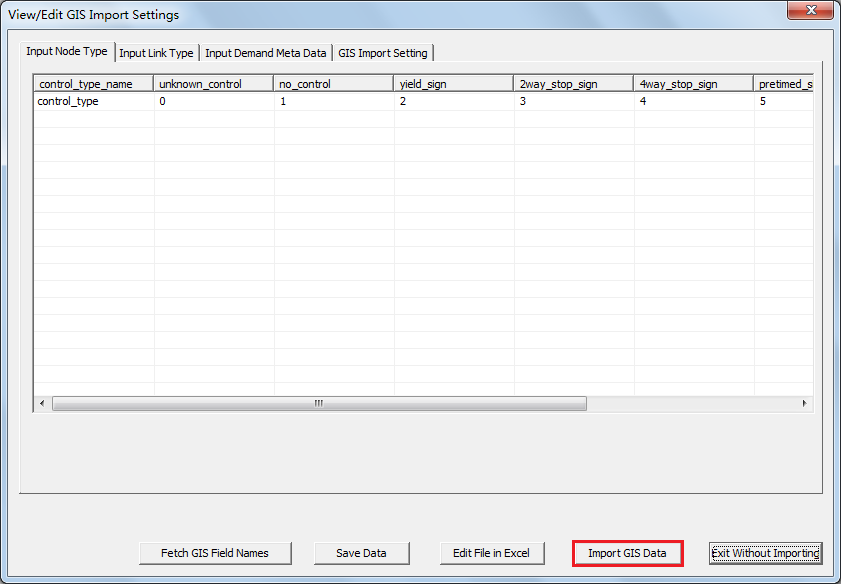 View/Edit GIS Import Settings
Input Node Type Input Link Type Input Demand Meta Data GIS Import Setting
control_type_name unknown_control no_control yield_sign 2way_stop_sign 4way_stop_sign pretimed_s
control_type 0 1 2 3 4 5
Fetch GIS Field Names Save Data Edit File in Excel Import GIS Data Exit Without Importing